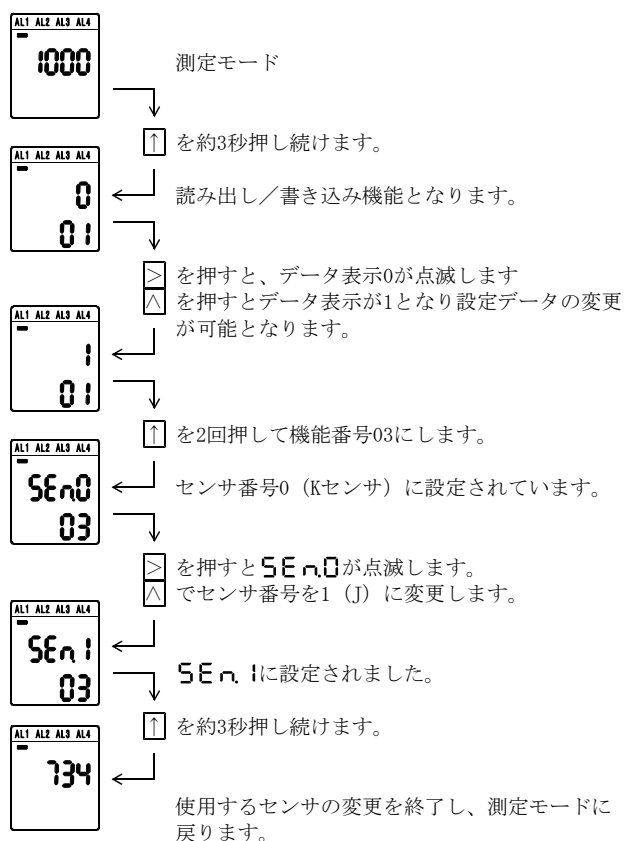 AL1 AL2 AL3 AL4
1000
測定モード
↑ を約3秒押し続けます。
AL1 AL2 AL3 AL4
0
01
読み出し／書き込み機能となります。
> を押すと、データ表示0が点滅します
∧ を押すとデータ表示が1となり設定データの変更
が可能となります。
AL1 AL2 AL3 AL4
1
01
↑ を2回押して機能番号03にします。
AL1 AL2 AL3 AL4
SEn.0
03
センサ番号0 (Kセンサ) に設定されています。
> を押すとSEn.0が点滅します。
∧ でセンサ番号を1 (J) に変更します。
AL1 AL2 AL3 AL4
SEn.1
03
SEn.1に設定されました。
↑ を約3秒押し続けます。
AL1 AL2 AL3 AL4
734
使用するセンサの変更を終了し、測定モードに
戻ります。